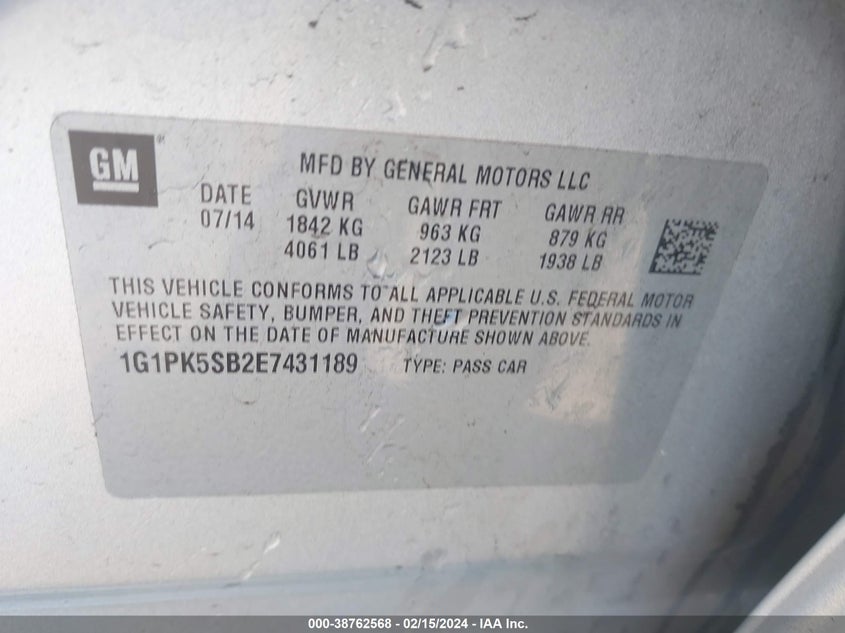 GM
MFD BY GENERAL MOTORS LLC
DATE GVWR GAWR FRT GAWR RR
07/14 1842 KG 963 KG 879 KG
4061 LB 2123 LB 1938 LB
THIS VEHICLE CONFORMS TO ALL APPLICABLE U.S. FEDERAL MOTOR
VEHICLE SAFETY, BUMPER, AND THEFT PREVENTION STANDARDS IN
EFFECT ON THE DATE OF MANUFACTURE SHOWN ABOVE.
1G1PK5SB2E7431189 TYPE: PASS CAR
000-38762568 - 02/15/2024 - IAA Inc.